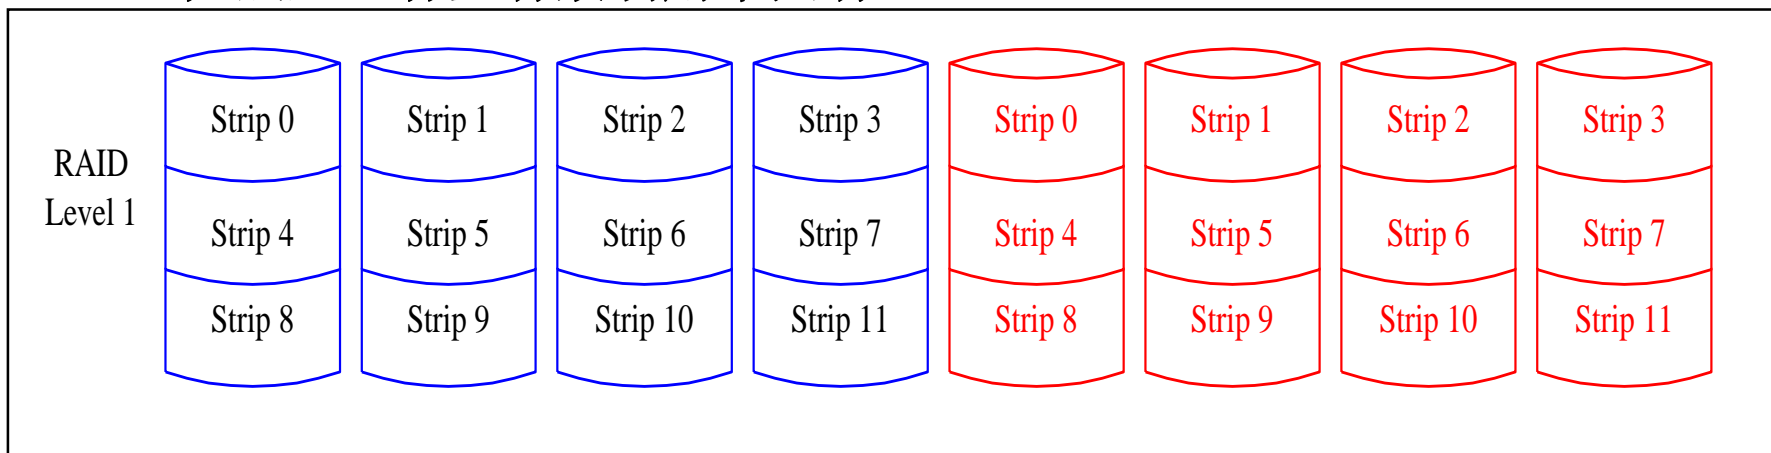 RAID
Level 1
Strip 0 Strip 1 Strip 2 Strip 3 Strip 0 Strip 1 Strip 2 Strip 3
Strip 4 Strip 5 Strip 6 Strip 7 Strip 4 Strip 5 Strip 6 Strip 7
Strip 8 Strip 9 Strip 10 Strip 11 Strip 8 Strip 9 Strip 10 Strip 11